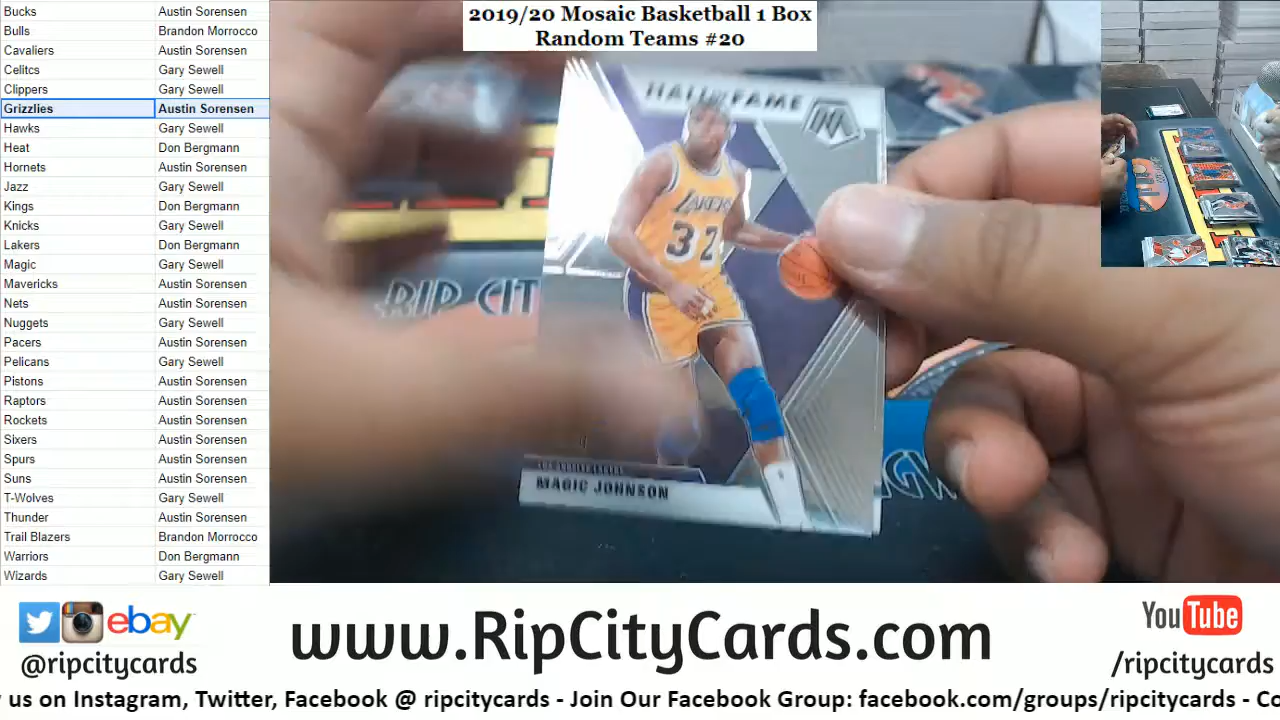 2019/20 Mosaic Basketball 1 Box
Random Teams #20
Bucks Austin Sorensen
Bulls Brandon Morrocco
Cavaliers Austin Sorensen
Celitcs Gary Sewell
Clippers Gary Sewell
Grizzlies Austin Sorensen
Hawks Gary Sewell
Heat Don Bergmann
Hornets Austin Sorensen
Jazz Gary Sewell
Kings Don Bergmann
Knicks Gary Sewell
Lakers Don Bergmann
Magic Gary Sewell
Mavericks Austin Sorensen
Nets Austin Sorensen
Nuggets Gary Sewell
Pacers Austin Sorensen
Pelicans Gary Sewell
Pistons Austin Sorensen
Raptors Austin Sorensen
Rockets Austin Sorensen
Sixers Austin Sorensen
Spurs Austin Sorensen
Suns Austin Sorensen
T-Wolves Gary Sewell
Thunder Austin Sorensen
Trail Blazers Brandon Morrocco
Warriors Don Bergmann
Wizards Gary Sewell
HALL OF FAME
LAKERS
32
LOS ANGELES LAKERS
MAGIC JOHNSON
RIP CIT
ebay
@ripcitycards
www.RipCityCards.com
YouTube
/ripcitycards
us on Instagram, Twitter, Facebook @ ripcitycards - Join Our Facebook Group: facebook.com/groups/ripcitycards - Co